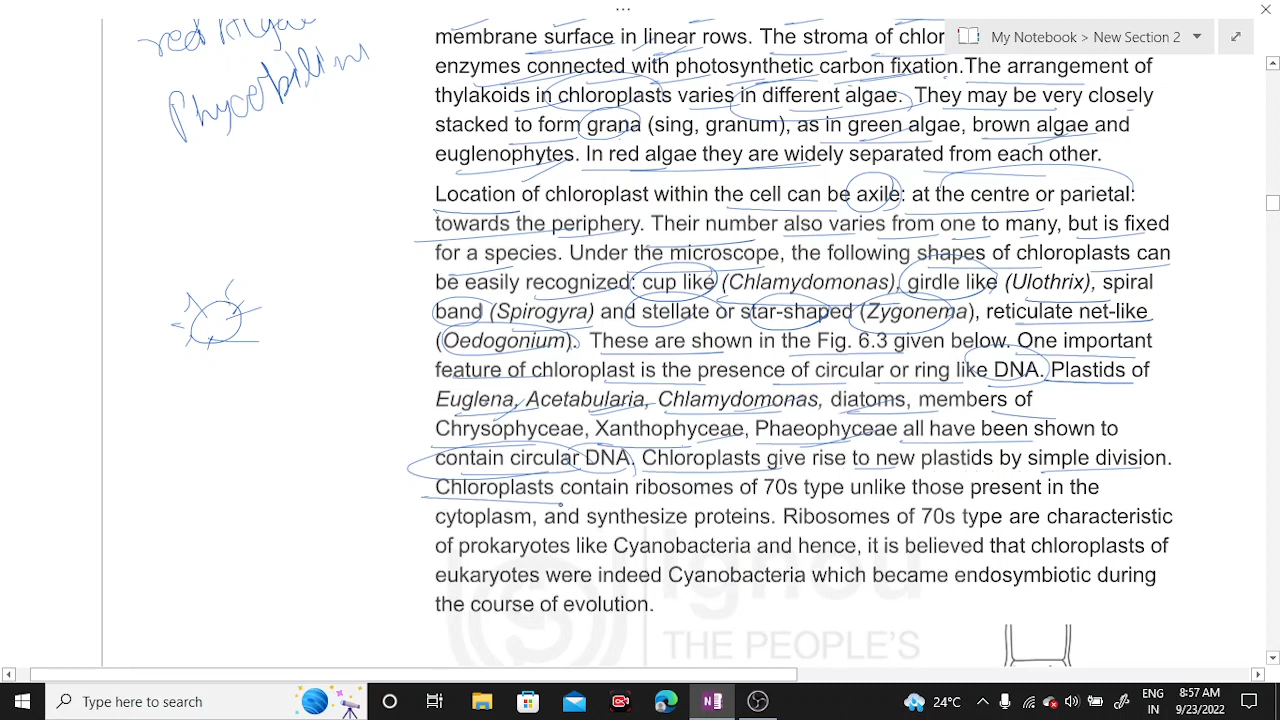 ...
red Algae
Phycobilins
My Notebook > New Section 2
membrane surface in linear rows. The stroma of chlor
enzymes connected with photosynthetic carbon fixation.The arrangement of
thylakoids in chloroplasts varies in different algae. They may be very closely
stacked to form grana (sing, granum), as in green algae, brown algae and
euglenophytes. In red algae they are widely separated from each other.
Location of chloroplast within the cell can be axile: at the centre or parietal:
towards the periphery. Their number also varies from one to many, but is fixed
for a species. Under the microscope, the following shapes of chloroplasts can
be easily recognized: cup like (Chlamydomonas), girdle like (Ulothrix), spiral
band (Spirogyra) and stellate or star-shaped (Zygonema), reticulate net-like
(Oedogonium). These are shown in the Fig. 6.3 given below. One important
feature of chloroplast is the presence of circular or ring like DNA. Plastids of
Euglena, Acetabularia, Chlamydomonas, diatoms, members of
Chrysophyceae, Xanthophyceae, Phaeophyceae all have been shown to
contain circular DNA. Chloroplasts give rise to new plastids by simple division.
Chloroplasts contain ribosomes of 70s type unlike those present in the
cytoplasm, and synthesize proteins. Ribosomes of 70s type are characteristic
of prokaryotes like Cyanobacteria and hence, it is believed that chloroplasts of
eukaryotes were indeed Cyanobacteria which became endosymbiotic during
the course of evolution.
ignou
THE PEOPLE'S
Type here to search
24°C
ENG
IN
8:57 AM
9/23/2022